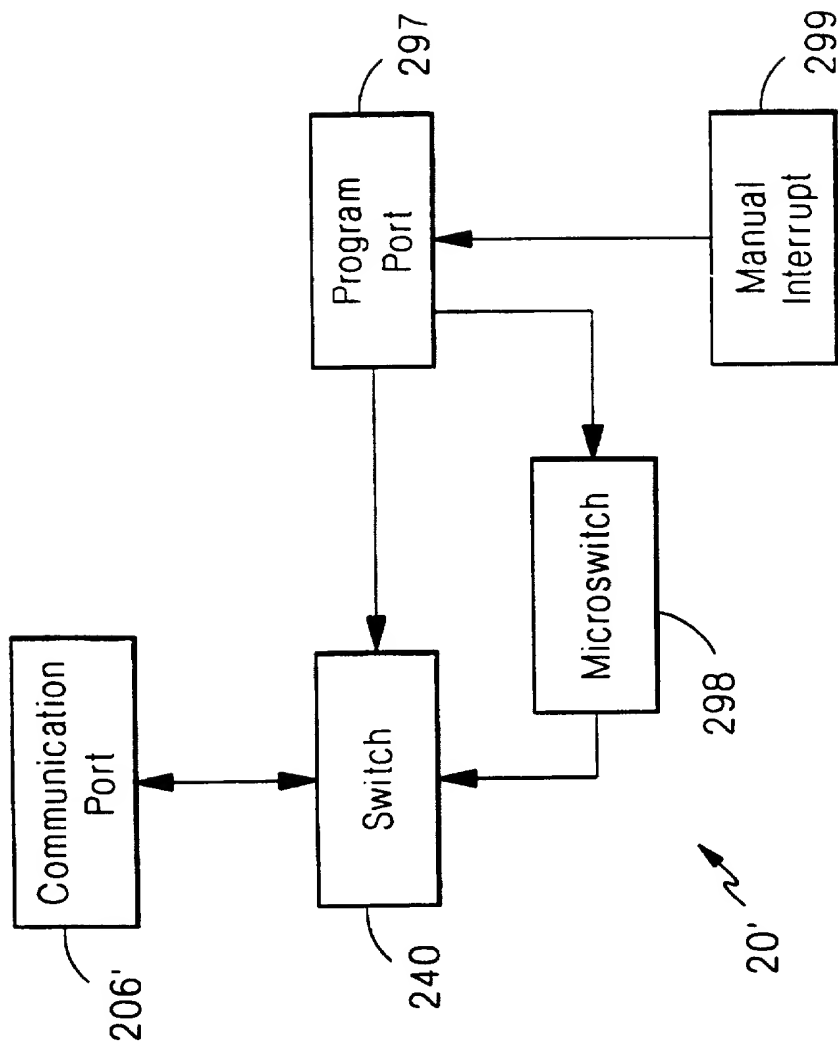 Communication
Port
206'
Switch
240
Program
Port
297
Microswitch
298
Manual
Interrupt
299
20'